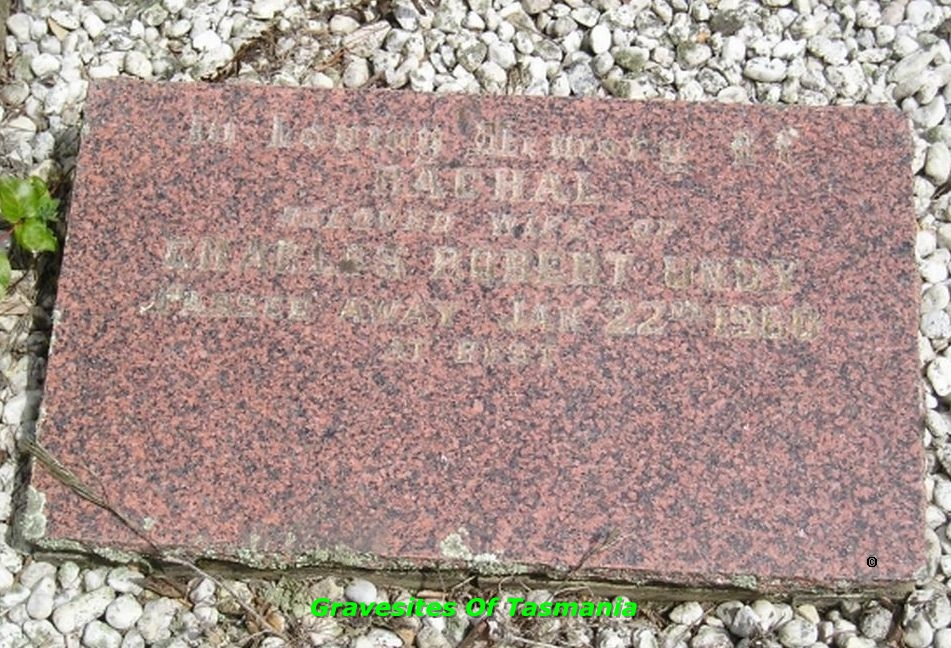 In Loving Memory of
RACHAL
BELOVED WIFE OF
CHARLES ROBERT UNDY
PASSED AWAY JAN 22ND
AT REST
©
Gravesites Of Tasmania